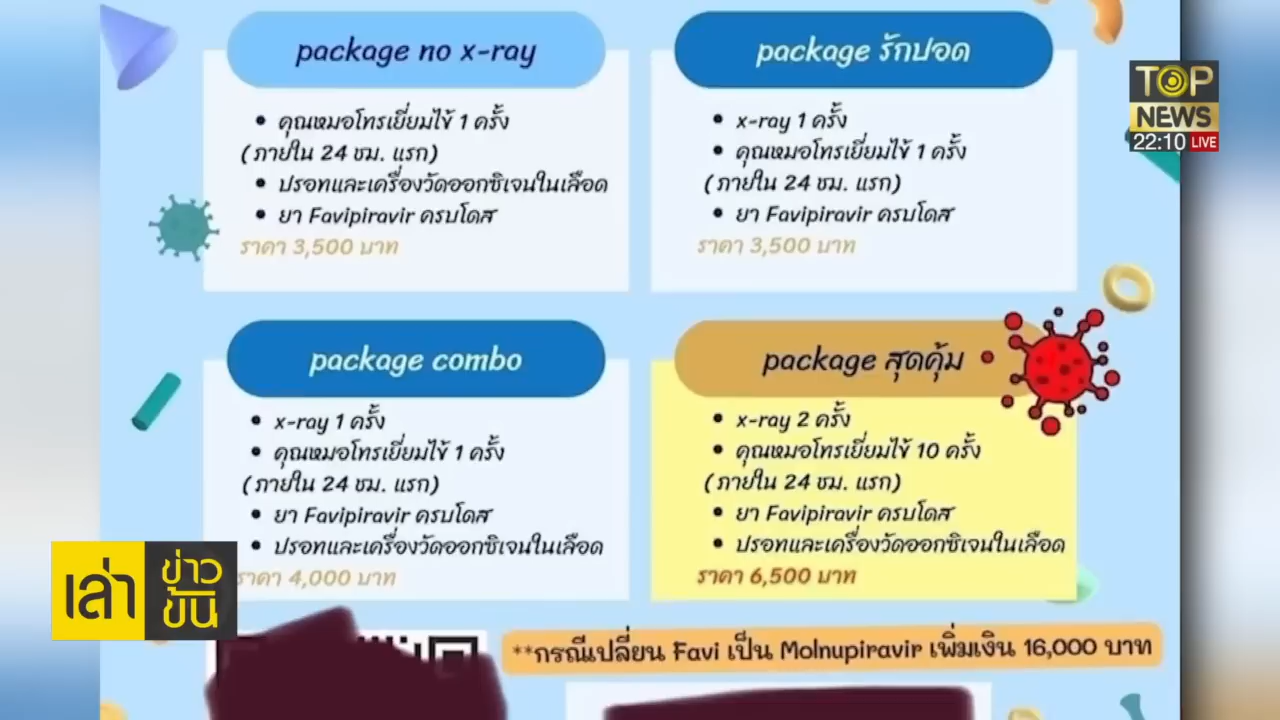 package no x-ray
• คุณหมอโทรเยี่ยมไข้ 1 ครั้ง
(ภายใน 24 ชม. แรก)
• ปรอทและเครื่องวัดออกซิเจนในเลือด
• ยา Favipiravir ครบโดส
ราคา 3,500 บาท
package รักปอด
• x-ray 1 ครั้ง
• คุณหมอโทรเยี่ยมไข้ 1 ครั้ง
(ภายใน 24 ชม. แรก)
• ยา Favipiravir ครบโดส
ราคา 3,500 บาท
TOP
NEWS
22:10 LIVE
package combo
• x-ray 1 ครั้ง
• คุณหมอโทรเยี่ยมไข้ 1 ครั้ง
(ภายใน 24 ชม. แรก)
• ยา Favipiravir ครบโดส
• ปรอทและเครื่องวัดออกซิเจนในเลือด
ราคา 4,000 บาท
package สุดคุ้ม
• x-ray 2 ครั้ง
• คุณหมอโทรเยี่ยมไข้ 10 ครั้ง
(ภายใน 24 ชม. แรก)
• ยา Favipiravir ครบโดส
• ปรอทและเครื่องวัดออกซิเจนในเลือด
ราคา 6,500 บาท
เล่า
ข่าว
ข้น
**กรณีเปลี่ยน Favi เป็น Molnupiravir เพิ่มเงิน 16,000 บาท